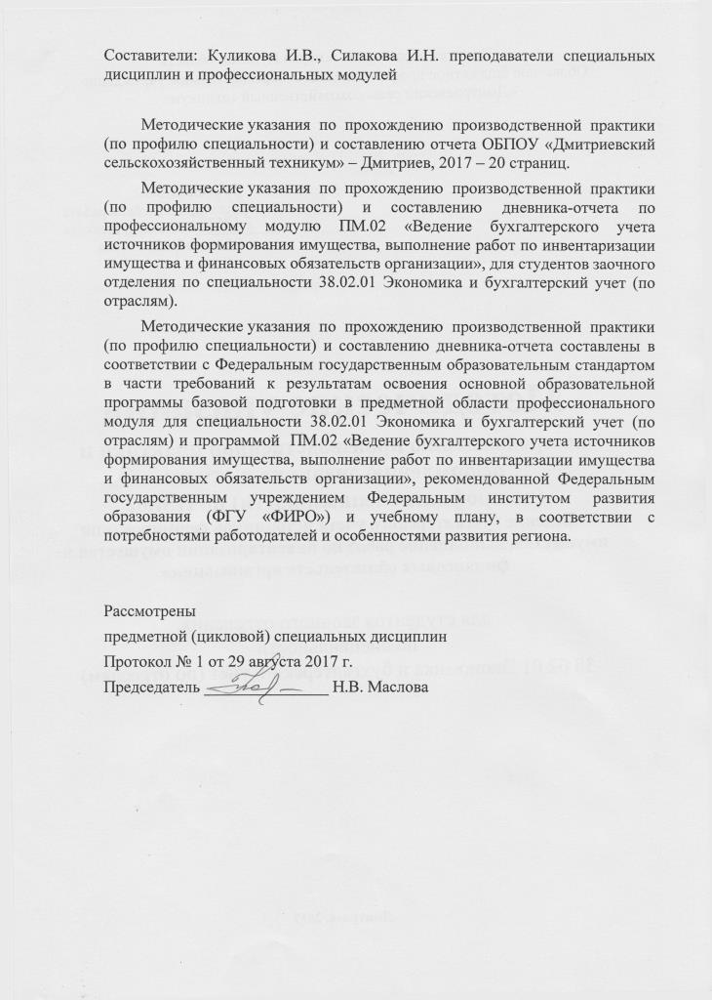 Составители: Куликова И.В., Силакова И.Н. преподаватели специальных
дисциплин и профессиональных модулей
Методические указания по прохождению производственной практики
(по профилю специальности) и составлению отчета ОБПОУ «Дмитриевский
сельскохозяйственный техникум» – Дмитриев, 2017 – 20 страниц.
Методические указания по прохождению производственной практики
(по профилю специальности) и составлению дневника-отчета по
профессиональному модулю ПМ.02 «Ведение бухгалтерского учета
источников формирования имущества, выполнение работ по инвентаризации
имущества и финансовых обязательств организации», для студентов заочного
отделения по специальности 38.02.01 Экономика и бухгалтерский учет (по
отраслям).
Методические указания по прохождению производственной практики
(по профилю специальности) и составлению дневника-отчета составлены в
соответствии с Федеральным государственным образовательным стандартом
в части требований к результатам освоения основной образовательной
программы базовой подготовки в предметной области профессионального
модуля для специальности 38.02.01 Экономика и бухгалтерский учет (по
отраслям) и программой ПМ.02 «Ведение бухгалтерского учета источников
формирования имущества, выполнение работ по инвентаризации имущества
и финансовых обязательств организации», рекомендованной Федеральным
государственным учреждением Федеральным институтом развития
образования (ФГУ «ФИРО») и учебному плану, в соответствии с
потребностями работодателей и особенностями развития региона.
Рассмотрены
предметной (цикловой) специальных дисциплин
Протокол № 1 от 29 августа 2017 г.
Председатель _______________ Н.В. Маслова